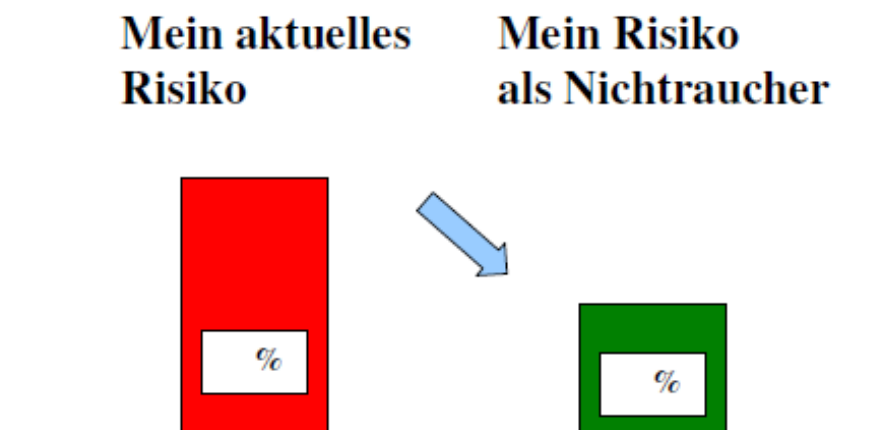 Mein aktuelles
Risiko
Mein Risiko
als Nichtraucher
%
%